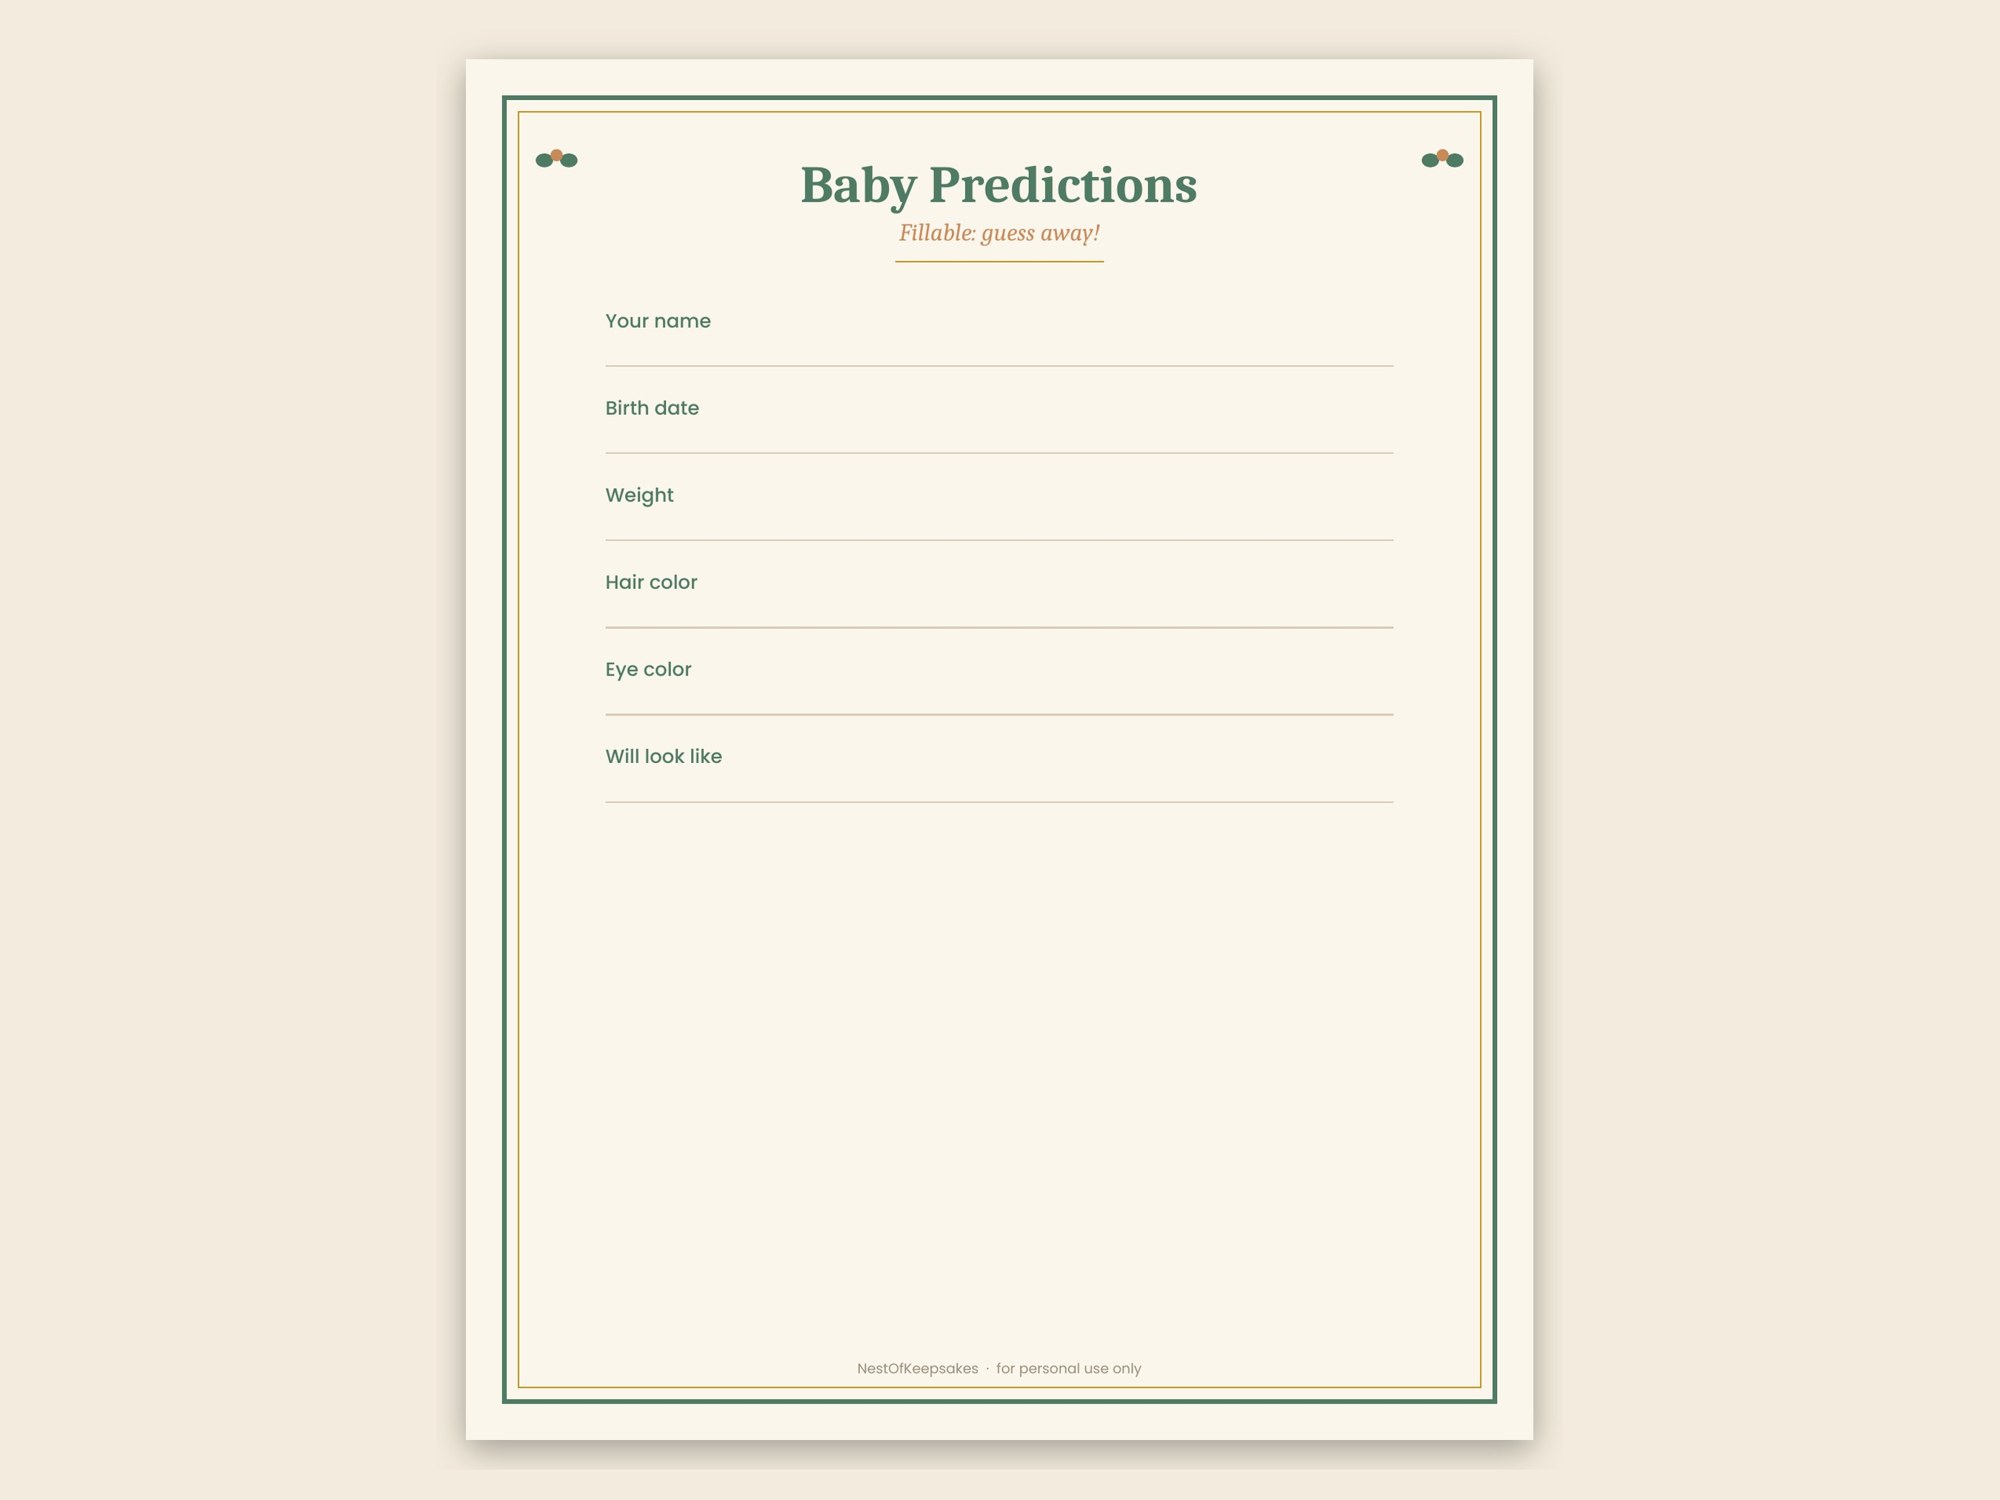 Baby Predictions
Fillable: guess away!
Your name
Birth date
Weight
Hair color
Eye color
Will look like
NestOfKeepsakes · for personal use only